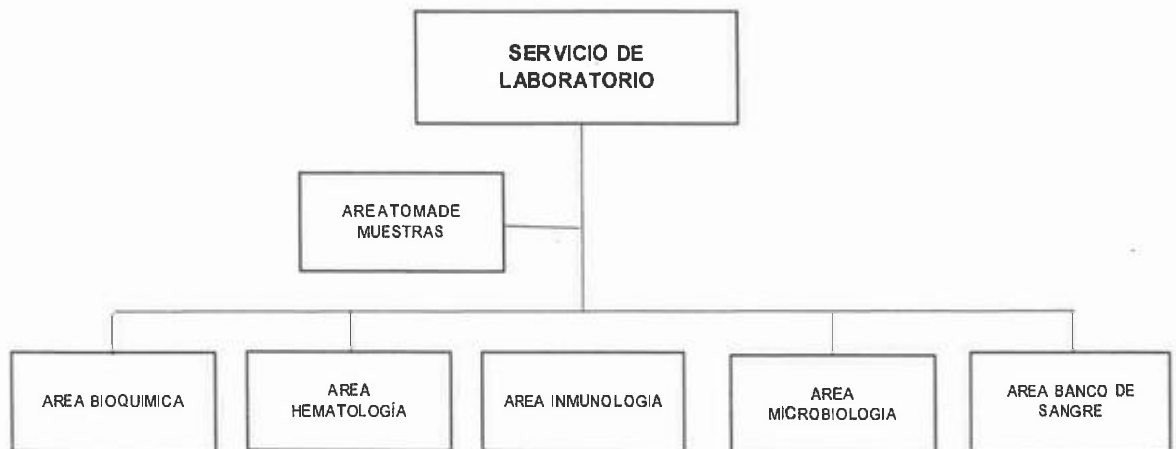 SERVICIO DE
LABORATORIO
AREATOMADE
MUESTRAS
AREA BIOQUIMICA
AREA
HEMATOLOGÍA
AREA INMUNOLOGIA
AREA
MICROBIOLOGIA
AREA BANCO DE
SANGRE